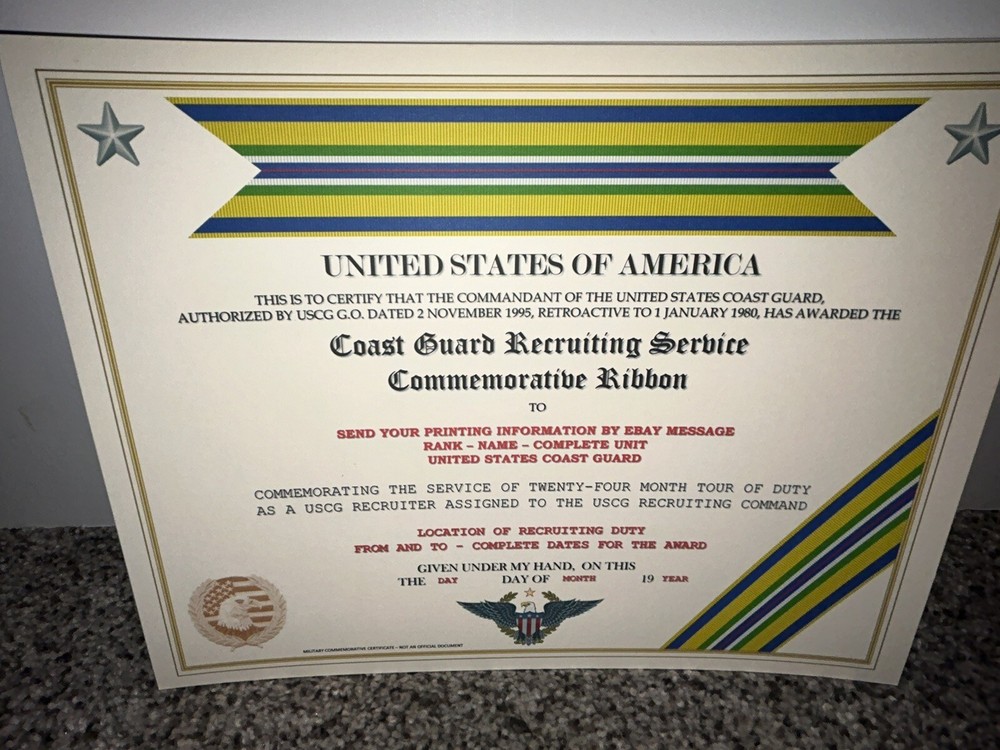 UNITED STATES OF AMERICA
THIS IS TO CERTIFY THAT THE COMMANDANT OF THE UNITED STATES COAST GUARD,
AUTHORIZED BY USCG G.O. DATED 2 NOVEMBER 1995, RETROACTIVE TO 1 JANUARY 1980, HAS AWARDED THE
Coast Guard Recruiting Service
Commemorative Ribbon
TO
SEND YOUR PRINTING INFORMATION BY EBAY MESSAGE
RANK – NAME – COMPLETE UNIT
UNITED STATES COAST GUARD
COMMEMORATING THE SERVICE OF TWENTY-FOUR MONTH TOUR OF DUTY
AS A USCG RECRUITER ASSIGNED TO THE USCG RECRUITING COMMAND
LOCATION OF RECRUITING DUTY
FROM AND TO – COMPLETE DATES FOR THE AWARD
GIVEN UNDER MY HAND, ON THIS
THE DAY DAY OF MONTH 19 YEAR
MILITARY COMMEMORATIVE CERTIFICATE - NOT AN OFFICIAL DOCUMENT